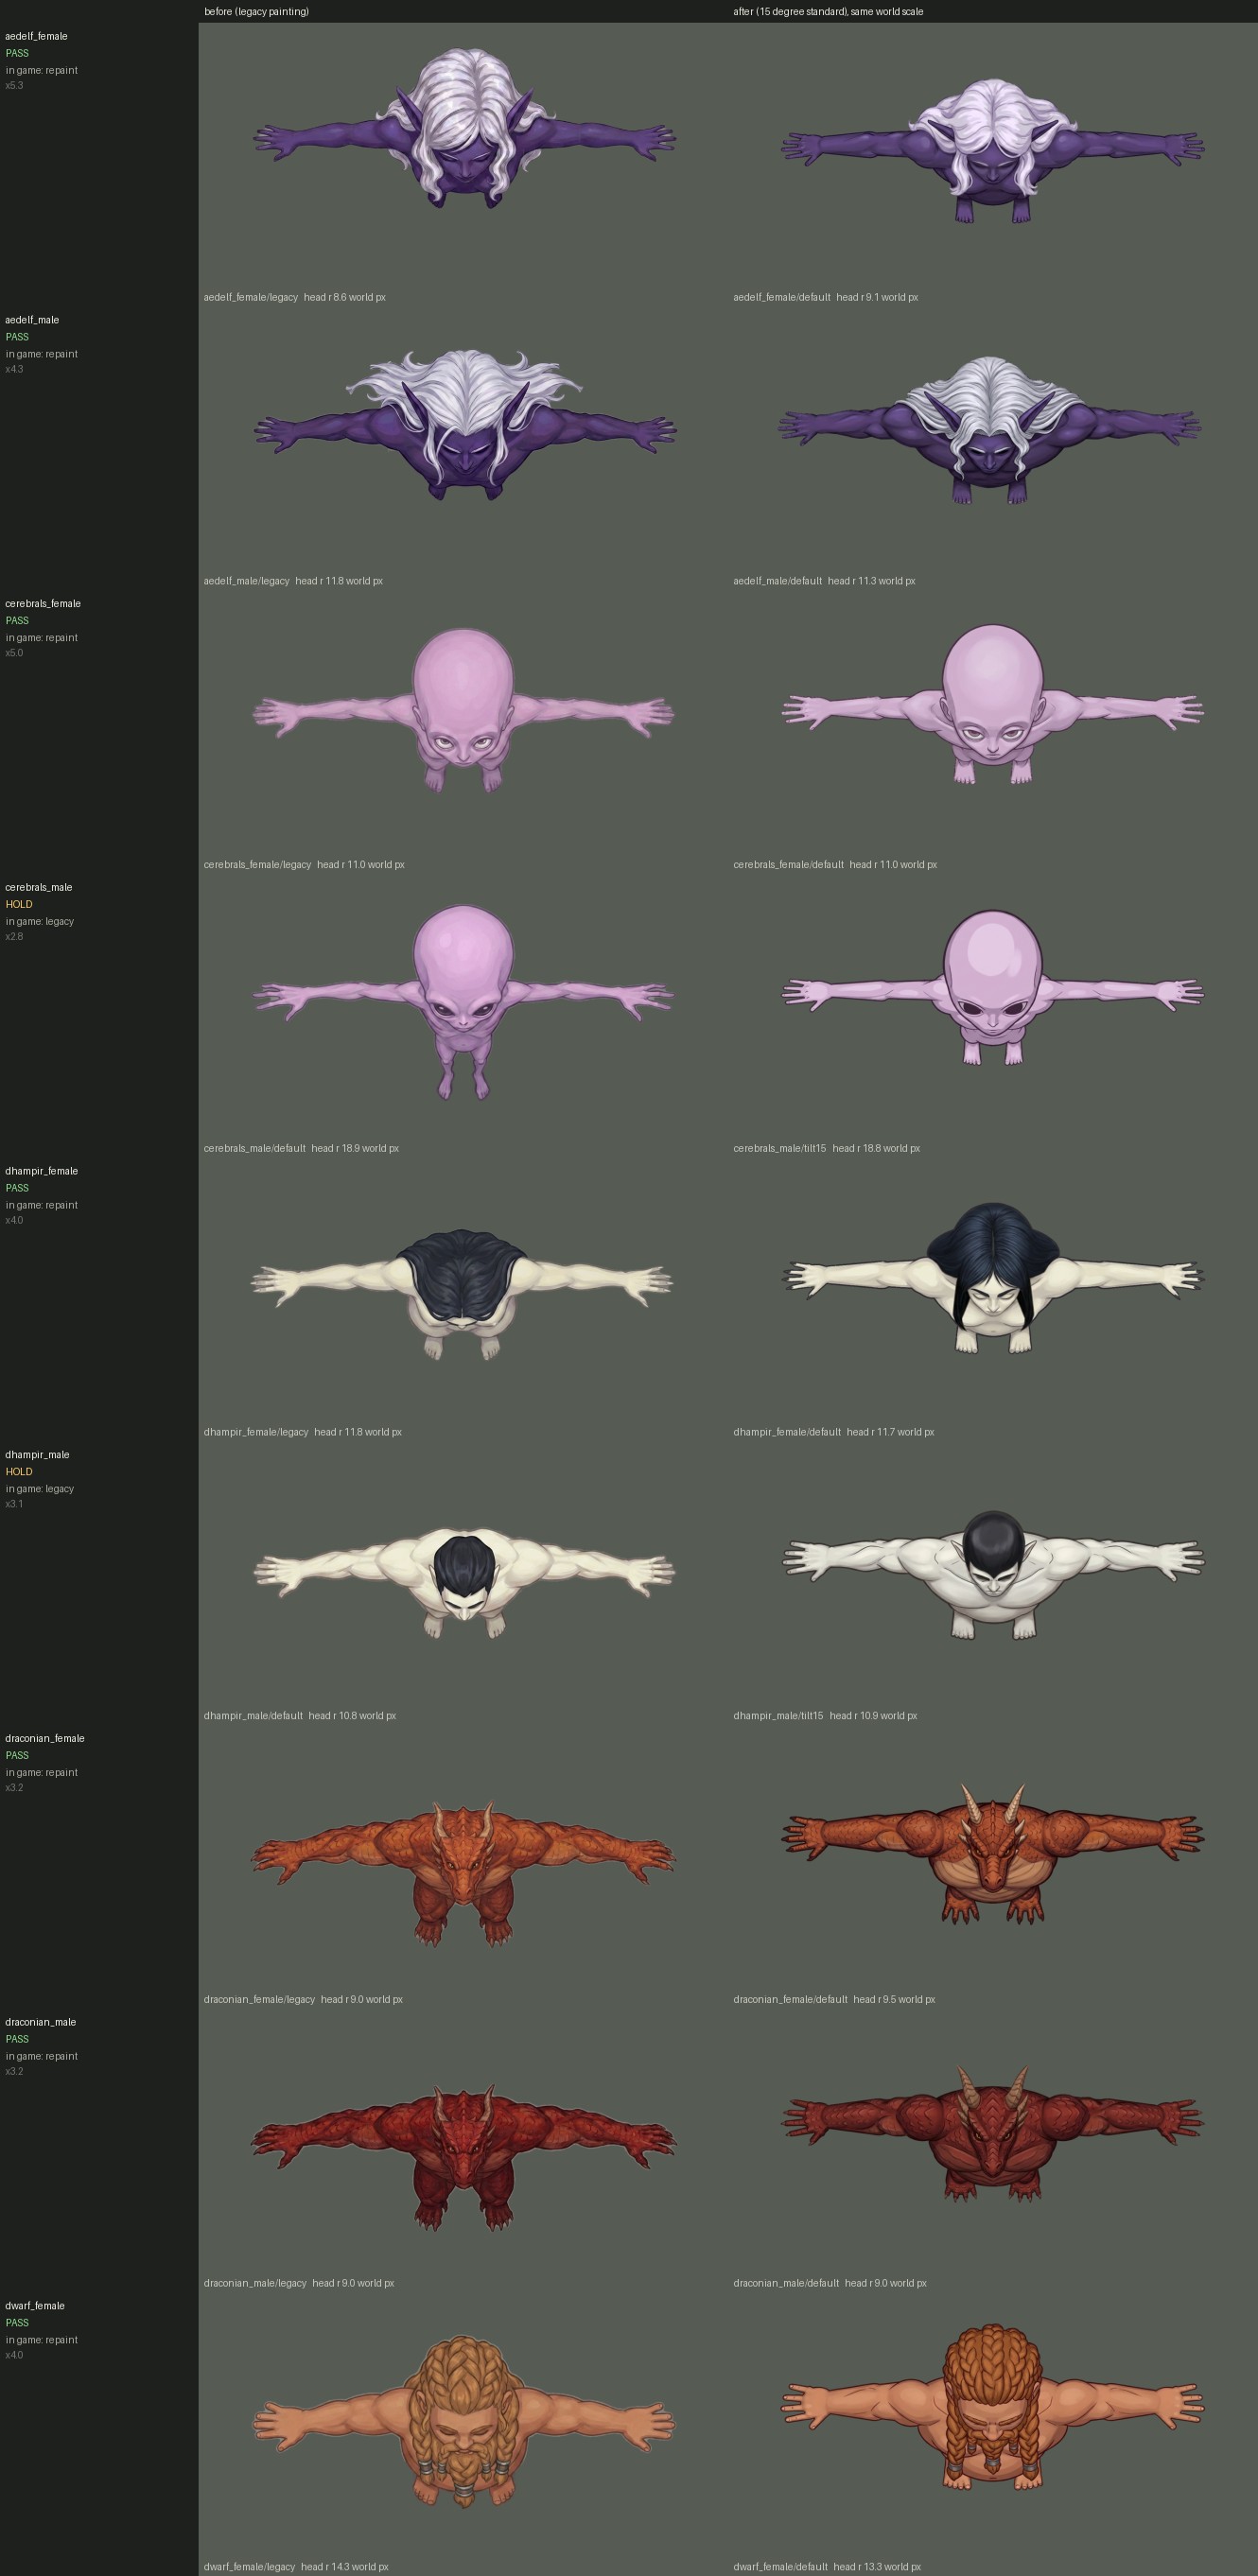 before (legacy painting)
after (15 degree standard), same world scale
aedelf_female
PASS
in game: repaint
x5.3
aedelf_female/legacy head r 8.6 world px
aedelf_female/default head r 9.1 world px
aedelf_male
PASS
in game: repaint
x4.3
aedelf_male/legacy head r 11.8 world px
aedelf_male/default head r 11.3 world px
cerebrals_female
PASS
in game: repaint
x5.0
cerebrals_female/legacy head r 11.0 world px
cerebrals_female/default head r 11.0 world px
cerebrals_male
HOLD
in game: legacy
x2.8
cerebrals_male/default head r 18.9 world px
cerebrals_male/tilt15 head r 18.8 world px
dhampir_female
PASS
in game: repaint
x4.0
dhampir_female/legacy head r 11.8 world px
dhampir_female/default head r 11.7 world px
dhampir_male
HOLD
in game: legacy
x3.1
dhampir_male/default head r 10.8 world px
dhampir_male/tilt15 head r 10.9 world px
draconian_female
PASS
in game: repaint
x3.2
draconian_female/legacy head r 9.0 world px
draconian_female/default head r 9.5 world px
draconian_male
PASS
in game: repaint
x3.2
draconian_male/legacy head r 9.0 world px
draconian_male/default head r 9.0 world px
dwarf_female
PASS
in game: repaint
x4.0
dwarf_female/legacy head r 14.3 world px
dwarf_female/default head r 13.3 world px